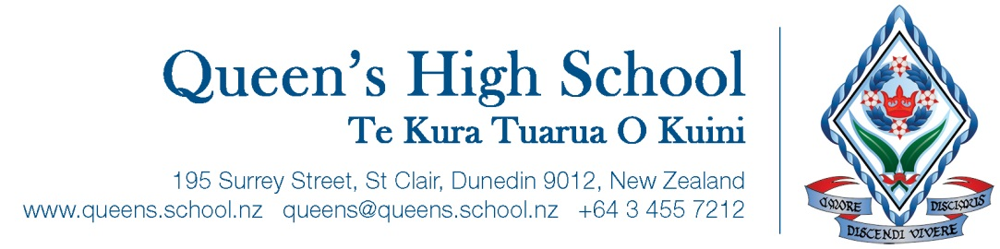 Queen's High School
Te Kura Tuarua O Kuini
195 Surrey Street, St Clair, Dunedin 9012, New Zealand
www.queens.school.nz queens@queens.school.nz +64 3 455 7212
AMORE DISCIMUS
DISCENDI VIVERE